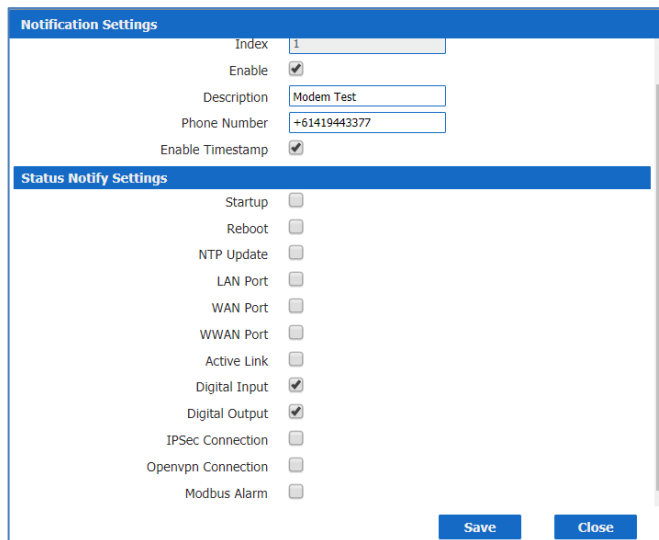 Notification Settings
Index 1
Enable
Description Modem Test
Phone Number +61419443377
Enable Timestamp
Status Notify Settings
Startup
Reboot
NTP Update
LAN Port
WAN Port
WWAN Port
Active Link
Digital Input
Digital Output
IPSec Connection
Openvpn Connection
Modbus Alarm
Save Close